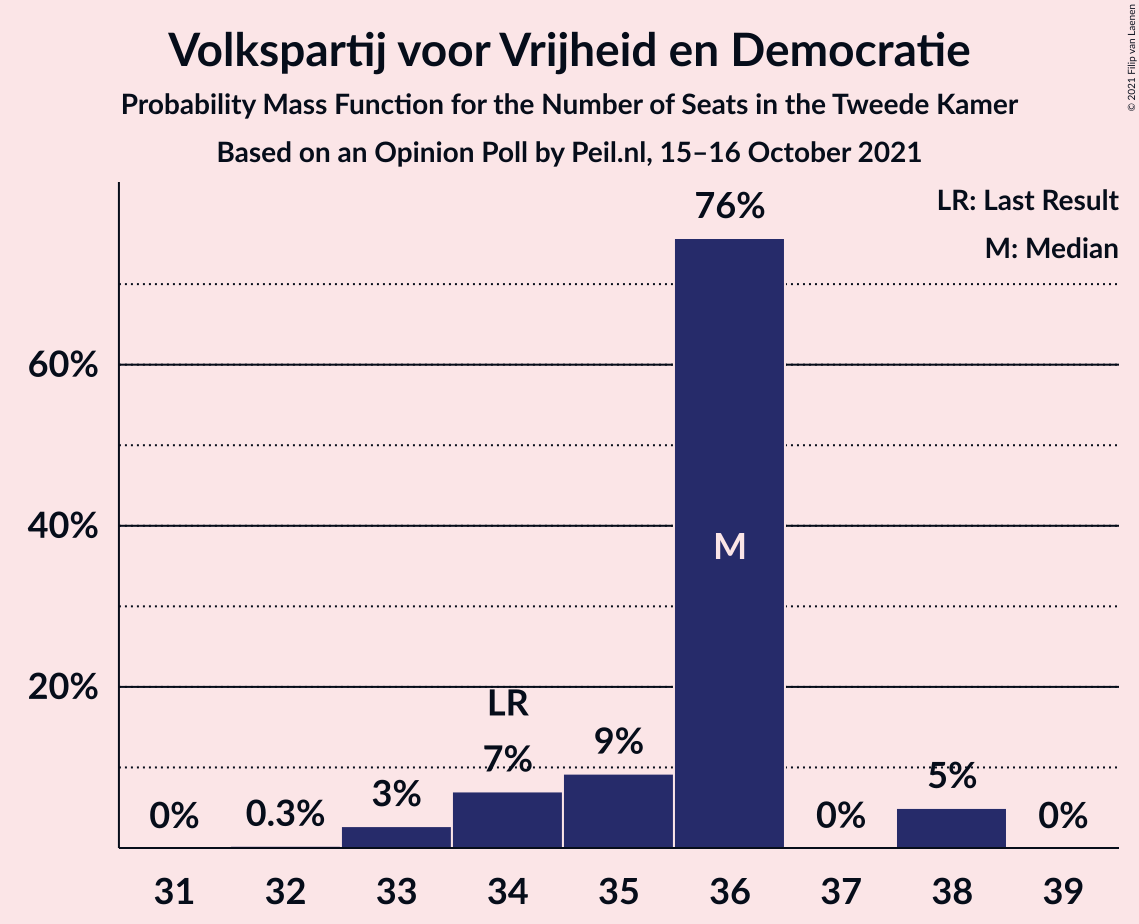 Volkspartij voor Vrijheid en Democratie
Probability Mass Function for the Number of Seats in the Tweede Kamer
Based on an Opinion Poll by Peil.nl, 15–16 October 2021
© 2021 Filip van Laenen
LR: Last Result
M: Median
60%
40%
20%
0%
0.3%
3%
LR
7%
9%
76%
M
0%
5%
0%
31 32 33 34 35 36 37 38 39